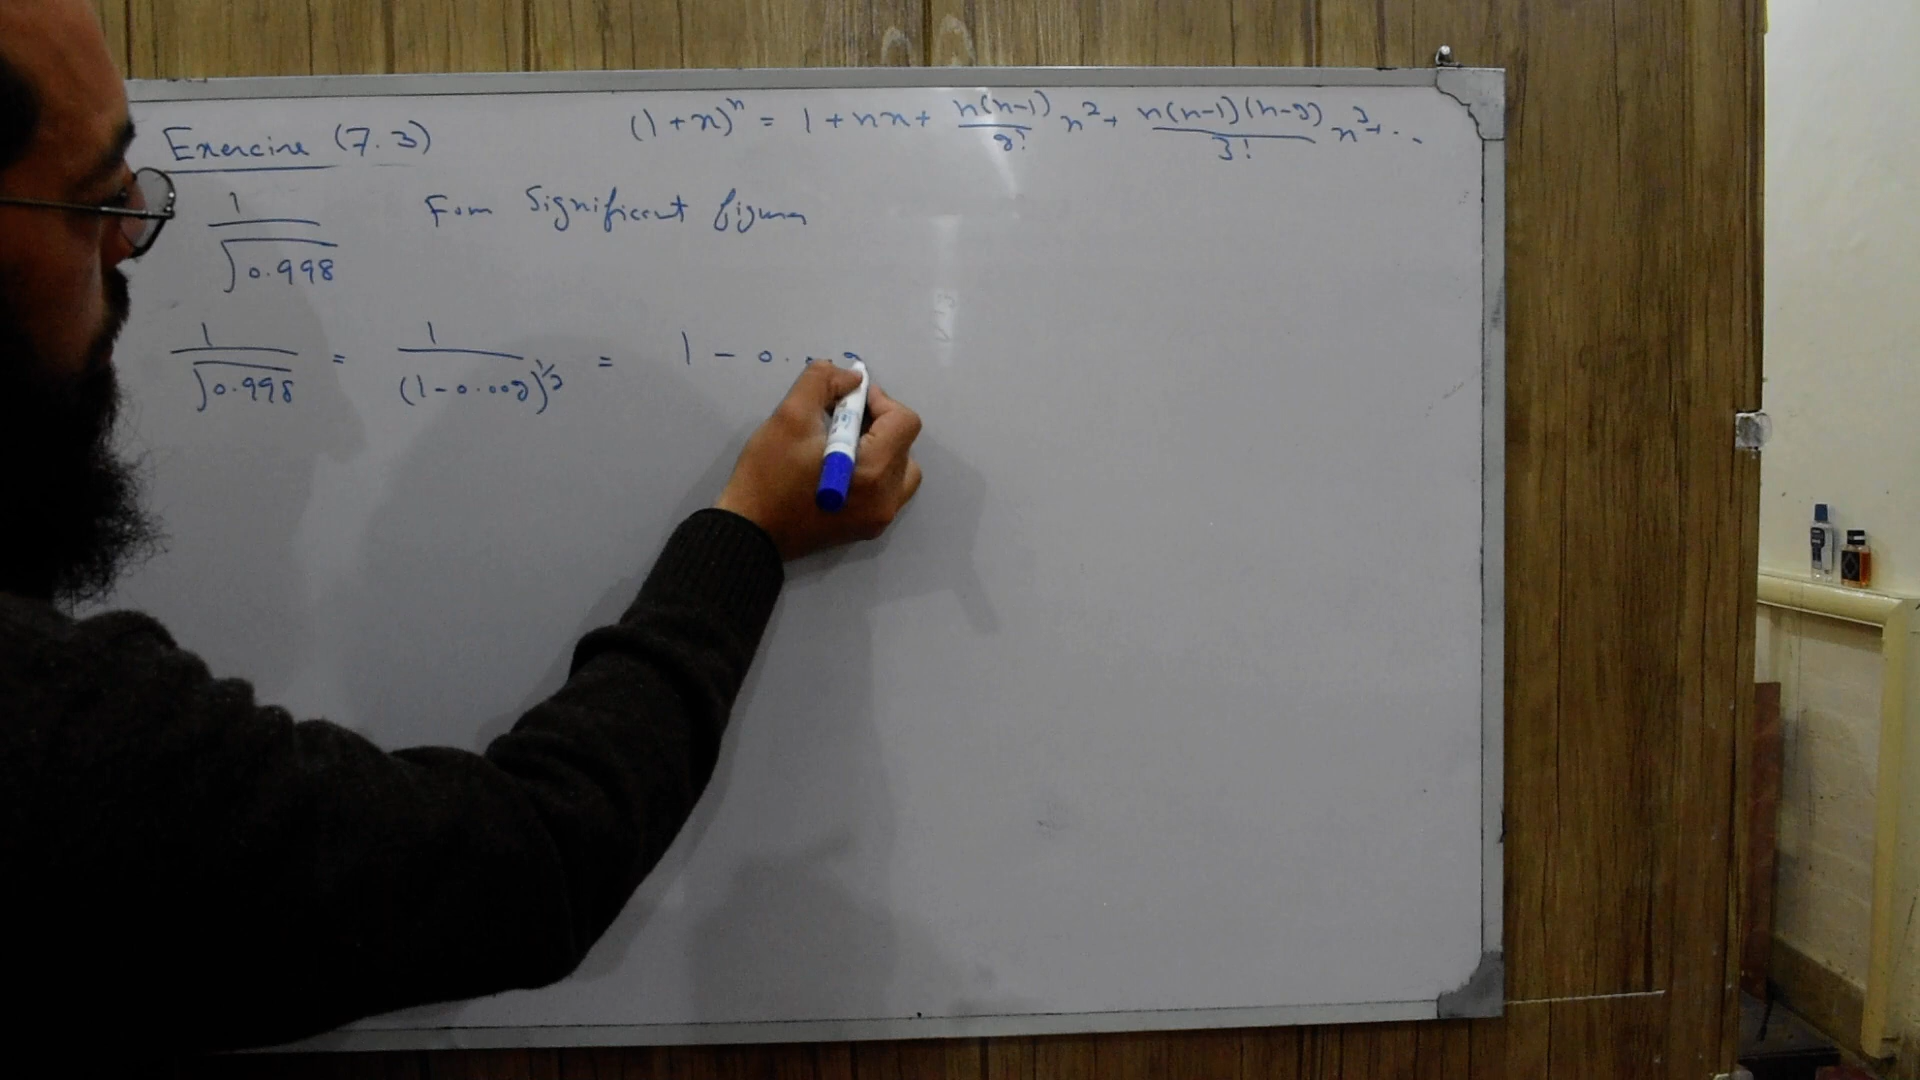 Exercise (7.3)
(1+x)^n = 1 + nx + n(n-1)/2! x^2 + n(n-1)(n-2)/3! x^3 + ...
1/√0.998 Four Significant figures
1/√0.998 = 1/(1-0.002)^1/2 = 1 - 0.